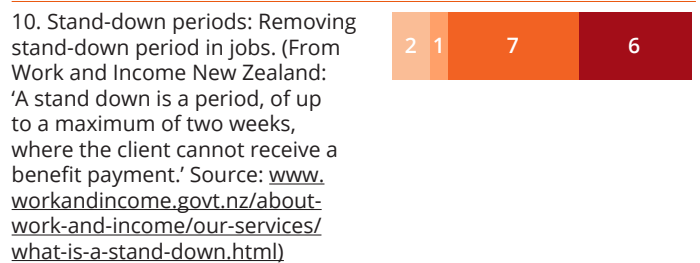 10. Stand-down periods: Removing
stand-down period in jobs. (From
Work and Income New Zealand:
‘A stand down is a period, of up
to a maximum of two weeks,
where the client cannot receive a
benefit payment.’ Source: www.
workandincome.govt.nz/about-
work-and-income/our-services/
what-is-a-stand-down.html)
2 1 7 6